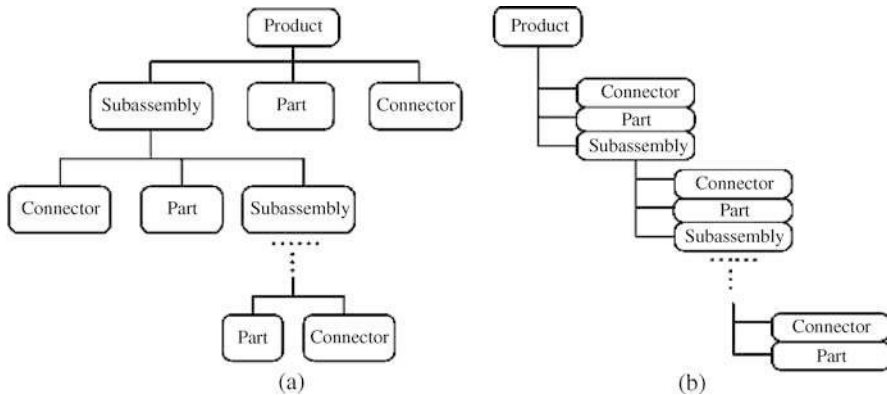 Product
Subassembly
Part
Connector
Connector
Part
Subassembly
Part
Connector
(a)
Product
Connector
Part
Subassembly
Connector
Part
Subassembly
Connector
Part
(b)